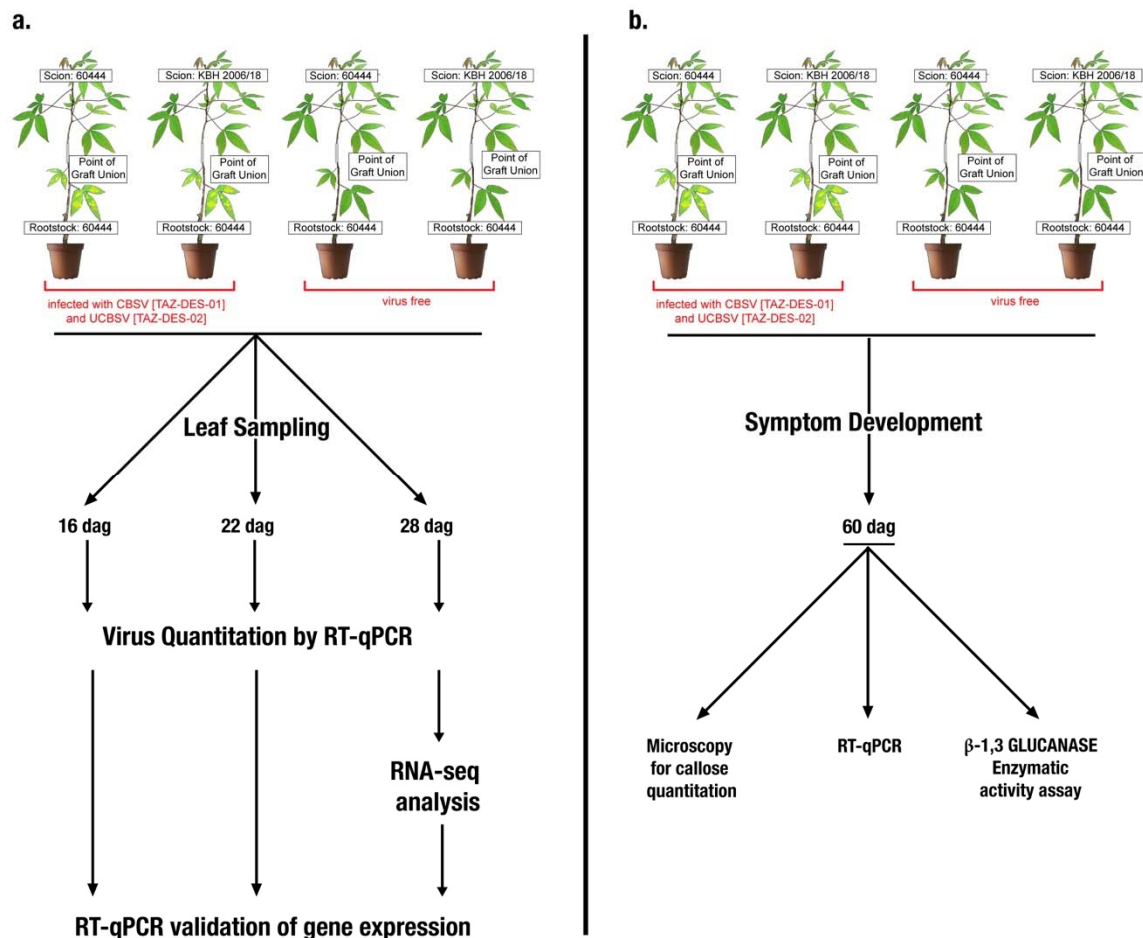 a.
Scion: 60444
Scion: KBH 2006/18
Scion: 60444
Scion: KBH 2006/18
Point of
Graft Union
Point of
Graft Union
Point of
Graft Union
Point of
Graft Union
Rootstock: 60444
Rootstock: 60444
Rootstock: 60444
Rootstock: 60444
infected with CBSV [TAZ-DES-01]
and UCBSV [TAZ-DES-02]
virus free
Leaf Sampling
16 dag
22 dag
28 dag
Virus Quantitation by RT-qPCR
RNA-seq
analysis
RT-qPCR validation of gene expression
b.
Scion: 60444
Scion: KBH 2006/18
Scion: 60444
Scion: KBH 2006/18
Point of
Graft Union
Point of
Graft Union
Point of
Graft Union
Point of
Graft Union
Rootstock: 60444
Rootstock: 60444
Rootstock: 60444
Rootstock: 60444
infected with CBSV [TAZ-DES-01]
and UCBSV [TAZ-DES-02]
virus free
Symptom Development
60 dag
Microscopy
for callose
quantitation
RT-qPCR
β-1,3 GLUCANASE
Enzymatic
activity assay